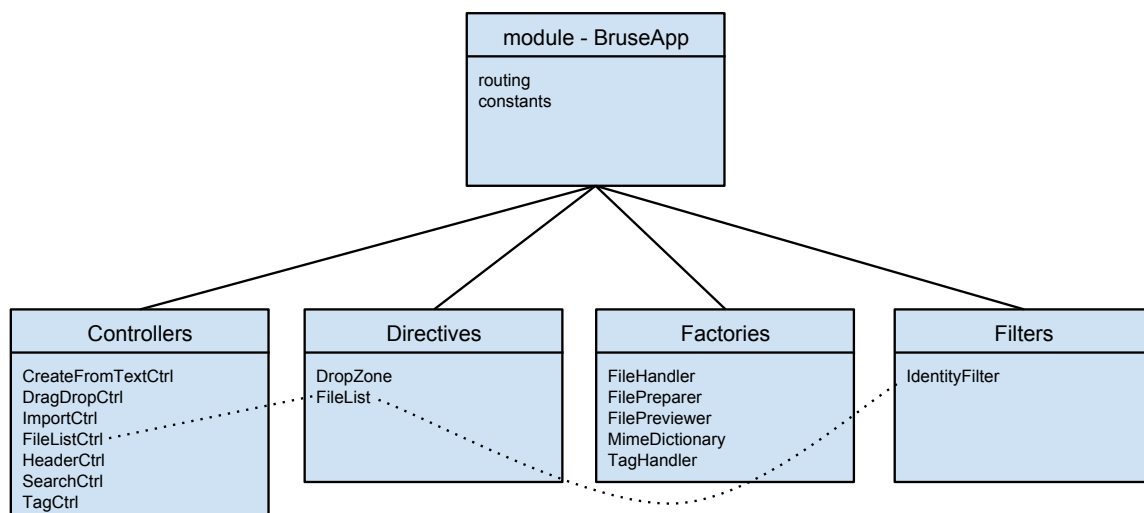 module - BruseApp
routing
constants
Controllers
CreateFromTextCtrl
DragDropCtrl
ImportCtrl
FileListCtrl
HeaderCtrl
SearchCtrl
TagCtrl
Directives
DropZone
FileList
Factories
FileHandler
FilePreparer
FilePreviewer
MimeDictionary
TagHandler
Filters
IdentityFilter